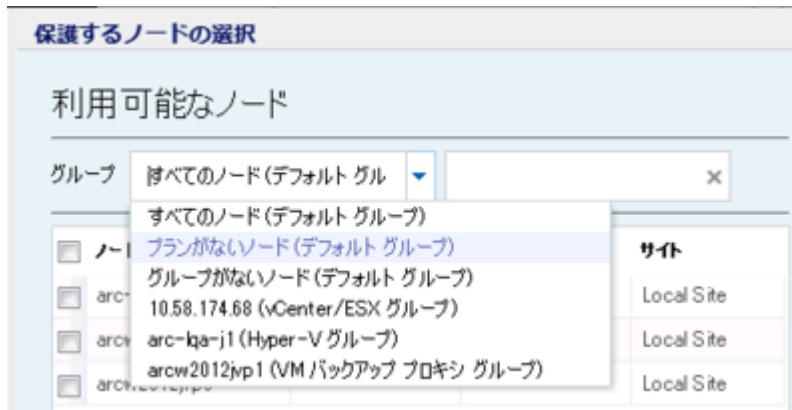 保護するノードの選択
利用可能なノード
グループ すべてのノード(デフォルト グル
すべてのノード(デフォルト グループ)
プランがないノード(デフォルト グループ)
グループがないノード(デフォルト グループ)
10.58.174.68 (vCenter/ESX グループ)
arc-lqa-j1 (Hyper-V グループ)
arcw2012jvp1 (VM バックアップ プロキシ グループ)
サイト
Local Site
Local Site
Local Site